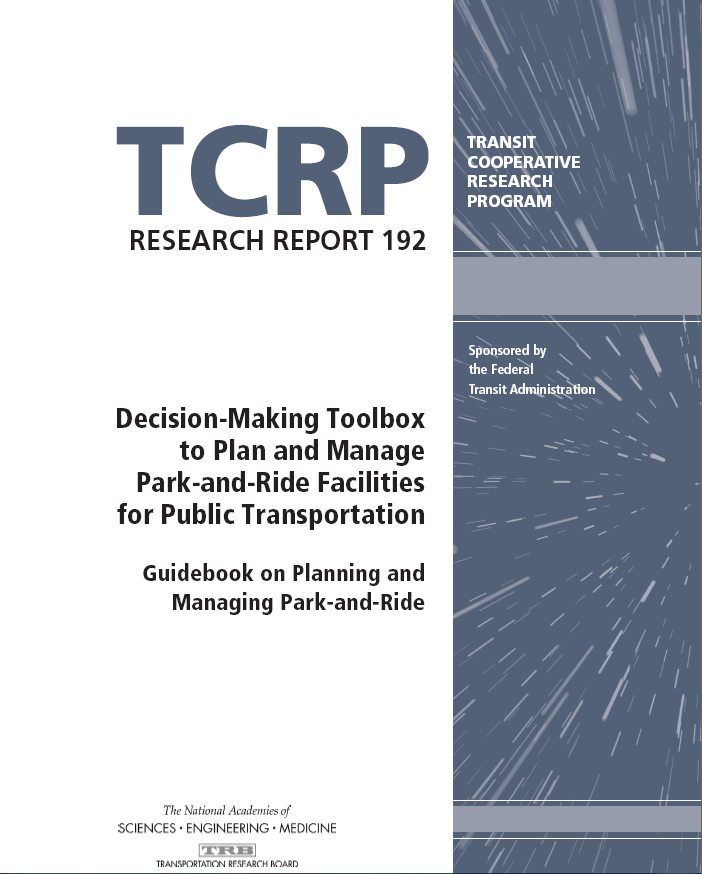 TCRP
RESEARCH REPORT 192
TRANSIT
COOPERATIVE
RESEARCH
PROGRAM
Sponsored by
the Federal
Transit Administration
Decision-Making Toolbox
to Plan and Manage
Park-and-Ride Facilities
for Public Transportation
Guidebook on Planning and
Managing Park-and-Ride
The National Academies of
SCIENCES • ENGINEERING • MEDICINE
TRB
TRANSPORTATION RESEARCH BOARD